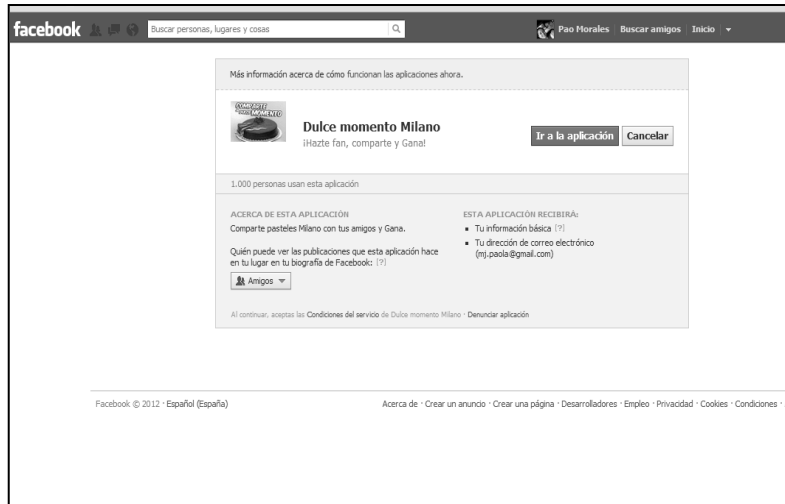 facebook
Buscar personas, lugares y cosas
Pao Morales
Buscar amigos
Inicio
Más información acerca de cómo funcionan las aplicaciones ahora.
COMPARTE
MOMENTO
Dulce momento Milano
¡Hazte fan, comparte y Gana!
Ir a la aplicación
Cancelar
1.000 personas usan esta aplicación
ACERCA DE ESTA APLICACIÓN
Comparte pasteles Milano con tus amigos y Gana.
Quién puede ver las publicaciones que esta aplicación hace
en tu lugar en tu biografía de Facebook: [?]
Amigos
ESTA APLICACIÓN RECIBIRÁ:
Tu información básica [?]
Tu dirección de correo electrónico
(mj.paola@gmail.com)
Al continuar, aceptas las Condiciones del servicio de Dulce momento Milano · Denunciar aplicación
Facebook © 2012 · Español (España)
Acerca de · Crear un anuncio · Crear una página · Desarrolladores · Empleo · Privacidad · Cookies · Condiciones ·